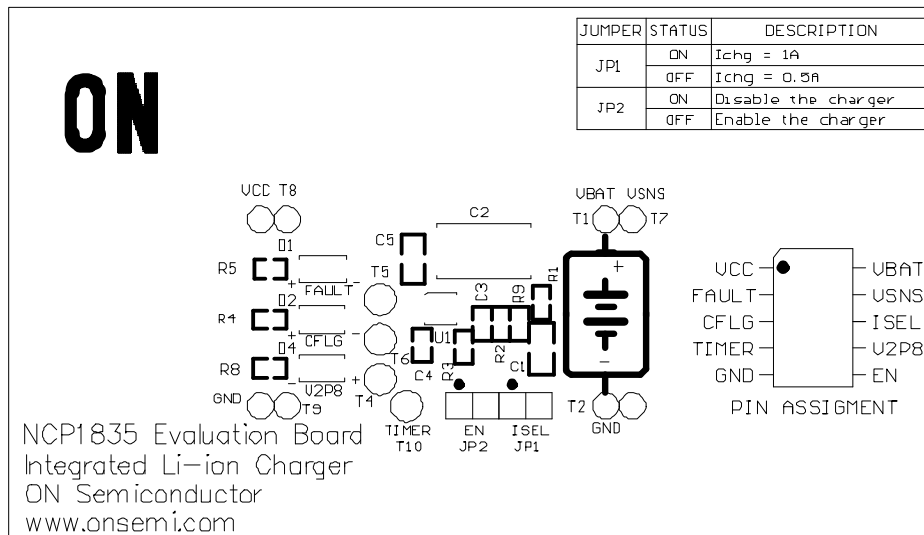 JUMPER STATUS DESCRIPTION
JP1 ON Ichg = 1A
OFF Ichg = 0.5A
JP2 ON Disable the charger
OFF Enable the charger
ON
VCC T8
VBAT VSNS
T1 T7
C2
C5
D1
R5
T5
+ FAULT -
R1
R9
C3
+
D2
R4
+ CFLG -
U1
T6
C4
R3
R2
C1
-
D4
R8
- V2P8 +
T4
GND T9
T2
GND
TIMER
T10
EN
JP2
ISEL
JP1
VCC VBAT
FAULT VSNS
CFLG ISEL
TIMER V2P8
GND EN
PIN ASSIGMENT
NCP1835 Evaluation Board
Integrated Li-ion Charger
ON Semiconductor
www.onsemi.com